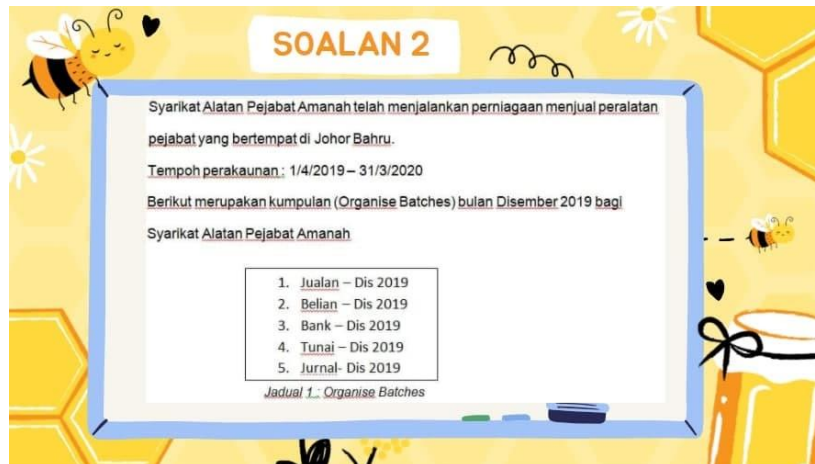 SOALAN 2
Syarikat Alatan Pejabat Amanah telah menjalankan perniagaan menjual peralatan
pejabat yang bertempat di Johor Bahru.
Tempoh perakaunan : 1/4/2019 – 31/3/2020
Berikut merupakan kumpulan (Organise Batches) bulan Disember 2019 bagi
Syarikat Alatan Pejabat Amanah
1. Jualan – Dis 2019
2. Belian – Dis 2019
3. Bank – Dis 2019
4. Tunai – Dis 2019
5. Jurnal- Dis 2019
Jadual 1 : Organise Batches